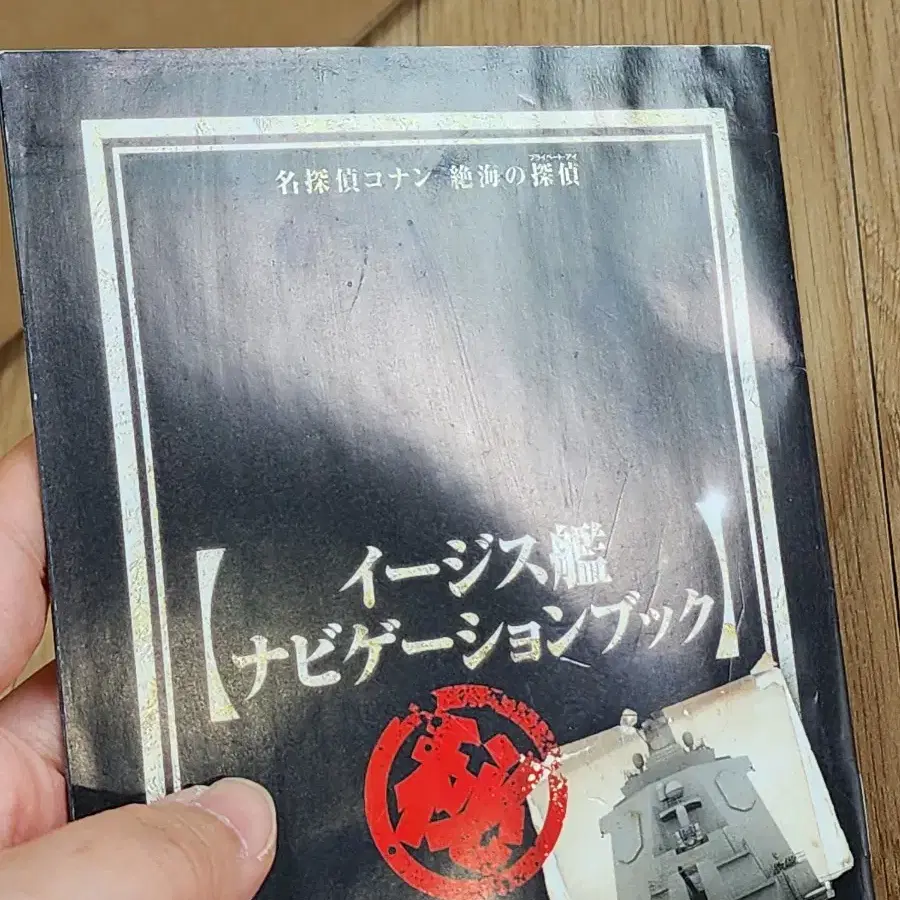 名探偵コナン 絶海の探偵
プライベート・アイ
【イージス艦
ナビゲーションブック】
秘